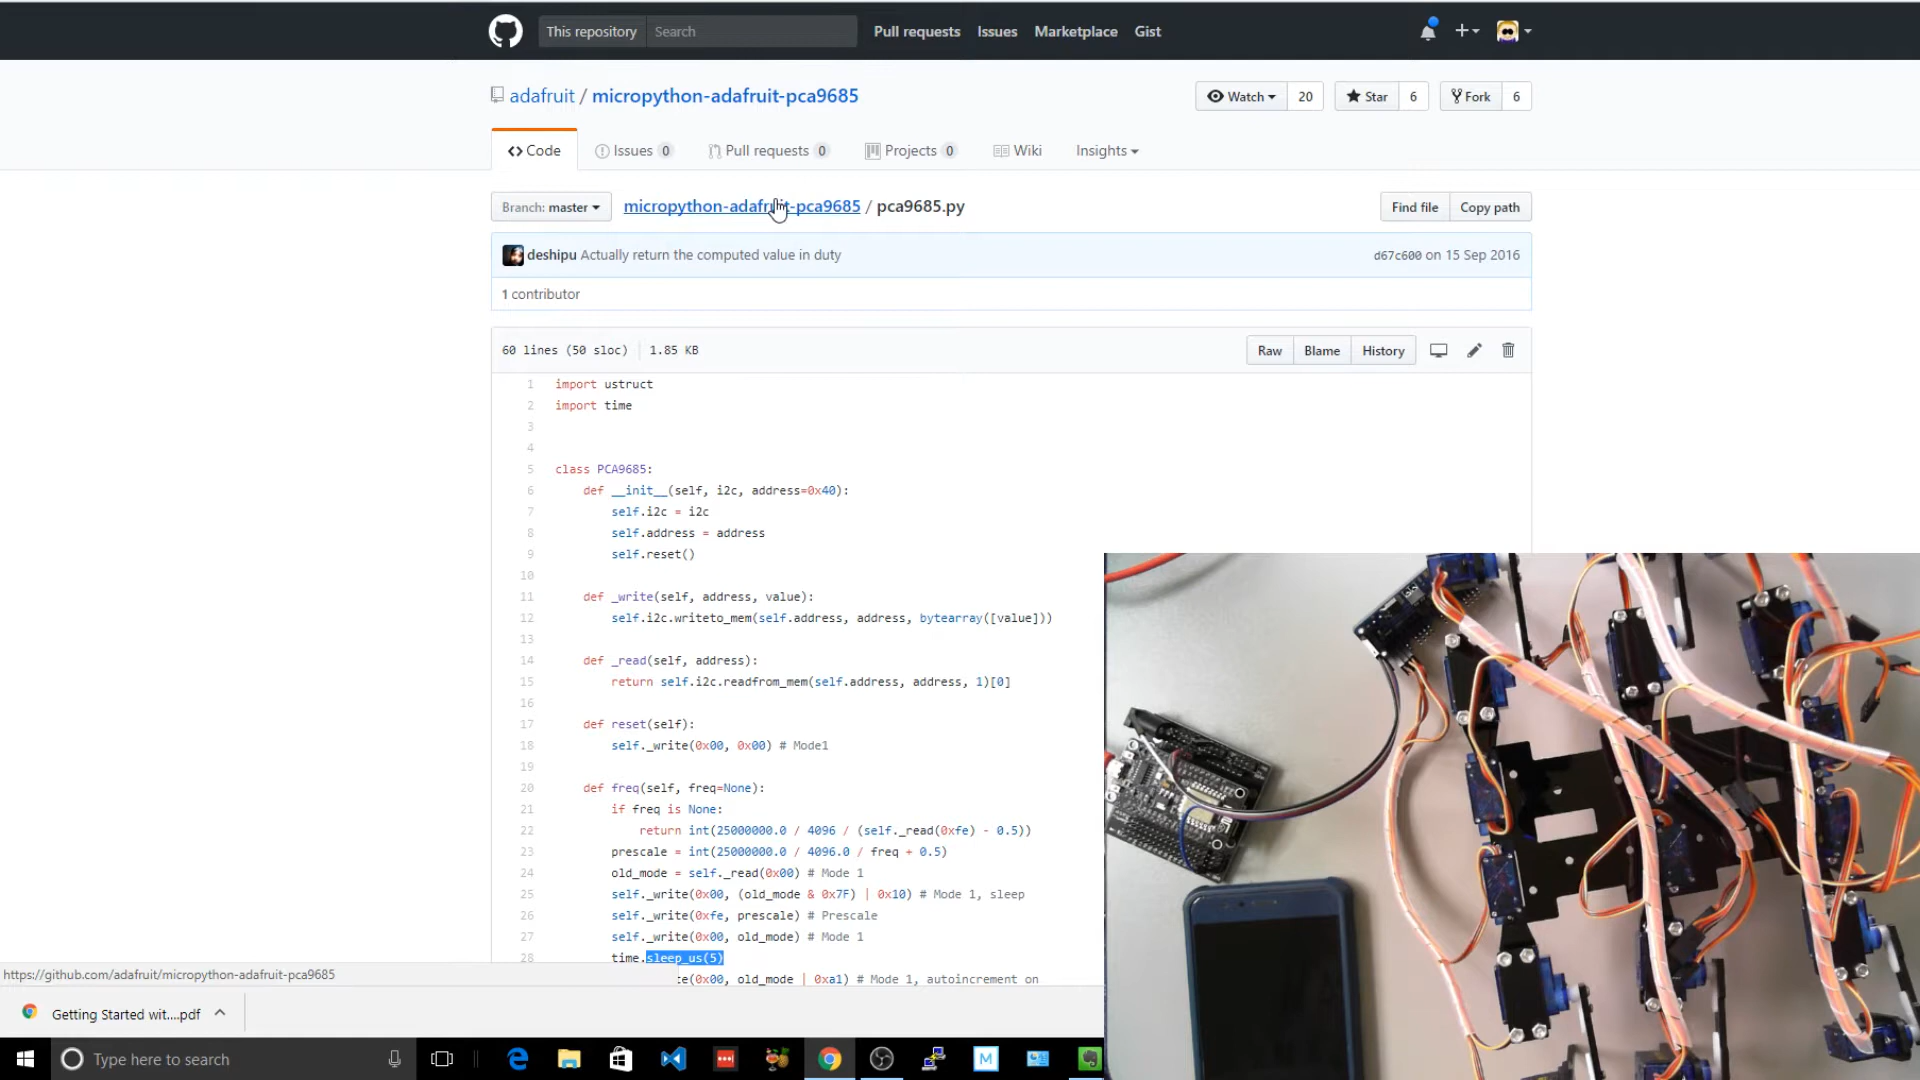 This repository Search Pull requests Issues Marketplace Gist
adafruit / micropython-adafruit-pca9685
Watch 20 Star 6 Fork 6
Code Issues 0 Pull requests 0 Projects 0 Wiki Insights
Branch: master micropython-adafruit-pca9685 / pca9685.py Find file Copy path
deshipu Actually return the computed value in duty d67c600 on 15 Sep 2016
1 contributor
60 lines (50 sloc) 1.85 KB Raw Blame History
1 import ustruct
2 import time
3
4
5 class PCA9685:
6 def __init__(self, i2c, address=0x40):
7 self.i2c = i2c
8 self.address = address
9 self.reset()
10
11 def _write(self, address, value):
12 self.i2c.writeto_mem(self.address, address, bytearray([value]))
13
14 def _read(self, address):
15 return self.i2c.readfrom_mem(self.address, address, 1)[0]
16
17 def reset(self):
18 self._write(0x00, 0x00) # Mode1
19
20 def freq(self, freq=None):
21 if freq is None:
22 return int(25000000.0 / 4096 / (self._read(0xfe) - 0.5))
23 prescale = int(25000000.0 / 4096.0 / freq + 0.5)
24 old_mode = self._read(0x00) # Mode 1
25 self._write(0x00, (old_mode & 0x7F) | 0x10) # Mode 1, sleep
26 self._write(0xfe, prescale) # Prescale
27 self._write(0x00, old_mode) # Mode 1
28 time.sleep_us(5)
te(0x00, old_mode | 0xa1) # Mode 1, autoincrement on
https://github.com/adafruit/micropython-adafruit-pca9685
Getting Started wit....pdf
Type here to search
M